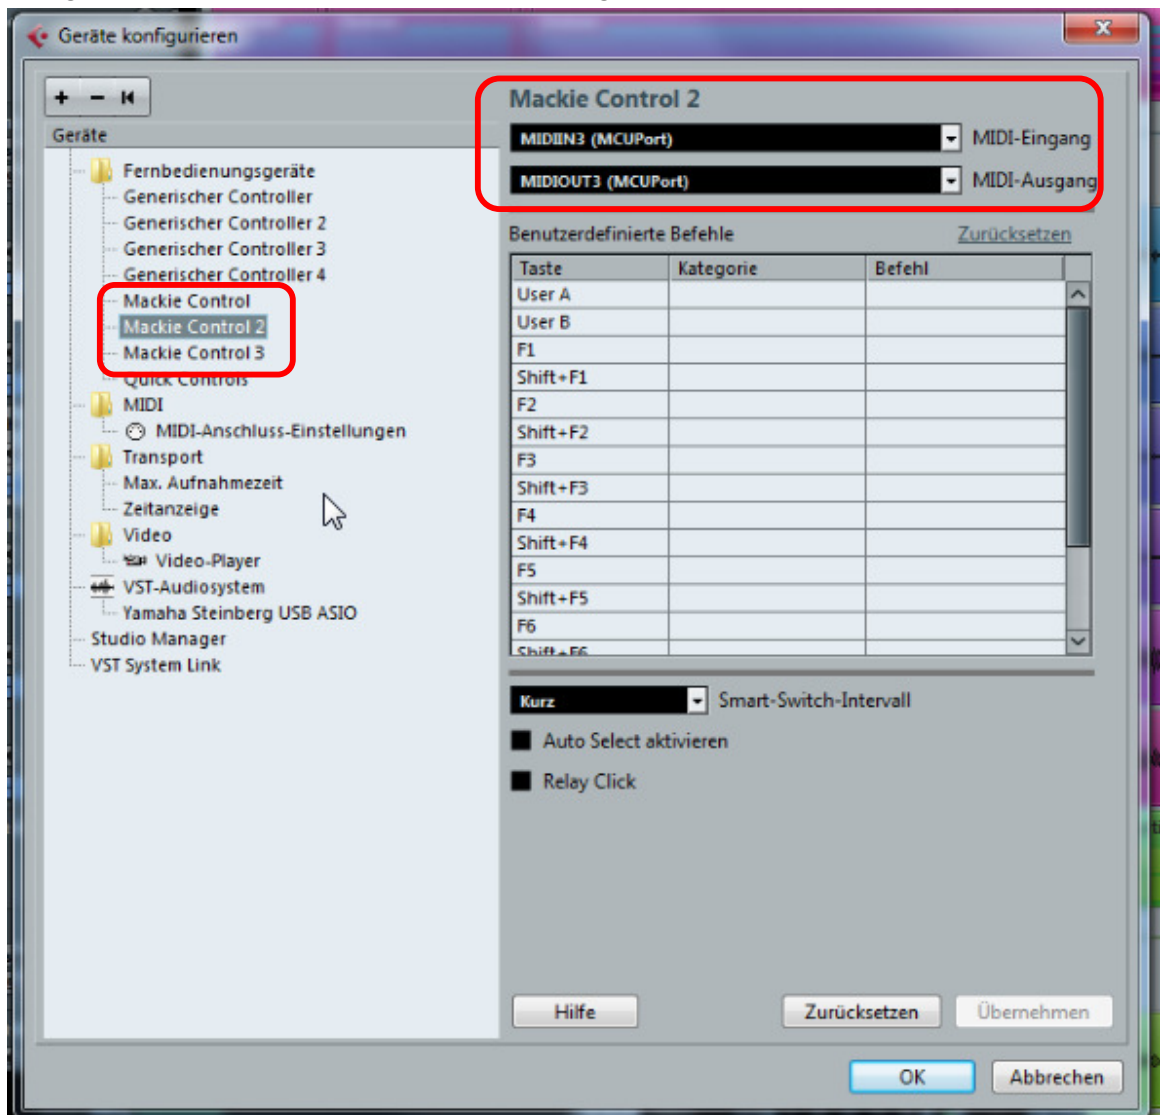 Geräte konfigurieren
Geräte
Fernbedienungsgeräte
Generischer Controller
Generischer Controller 2
Generischer Controller 3
Generischer Controller 4
Mackie Control
Mackie Control 2
Mackie Control 3
Quick Controls
MIDI
MIDI-Anschluss-Einstellungen
Transport
Max. Aufnahmezeit
Zeitanzeige
Video
Video-Player
VST-Audiosystem
Yamaha Steinberg USB ASIO
Studio Manager
VST System Link
Mackie Control 2
MIDIIN3 (MCUPort) MIDI-Eingang
MIDIOUT3 (MCUPort) MIDI-Ausgang
Benutzerdefinierte Befehle Zurücksetzen
Taste Kategorie Befehl
User A
User B
F1
Shift+F1
F2
Shift+F2
F3
Shift+F3
F4
Shift+F4
F5
Shift+F5
F6
Shift+F6
Kurz Smart-Switch-Intervall
Auto Select aktivieren
Relay Click
Hilfe Zurücksetzen Übernehmen
OK Abbrechen